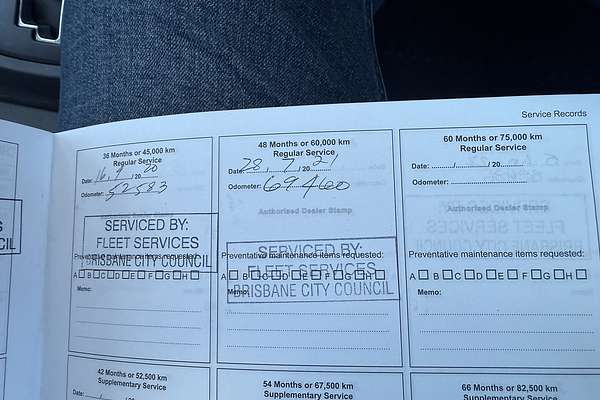 Service Records
36 Months or 45,000 km
Regular Service
Date: 16, 9 20 20
Odometer: 52583
SERVICED BY:
FLEET SERVICES
BRISBANE CITY COUNCIL
Preventative maintenance items requested:
A B C D E F G H
Memo:
48 Months or 60,000 km
Regular Service
Date: 28, 7, 20 21
Odometer: 69400
Authorised Dealer Stamp
SERVICED BY:
FLEET SERVICES
BRISBANE CITY COUNCIL
Preventative maintenance items requested:
A B C D E F G H
Memo:
60 Months or 75,000 km
Regular Service
Date: ........./........./ 20.....
Odometer: ..............................
Authorised Dealer Stamp
Preventative maintenance items requested:
A B C D E F G H
Memo:
CIL
42 Months or 52,500 km
Supplementary Service
54 Months or 67,500 km
Supplementary Service
66 Months or 82,500 km
Supplementary Service